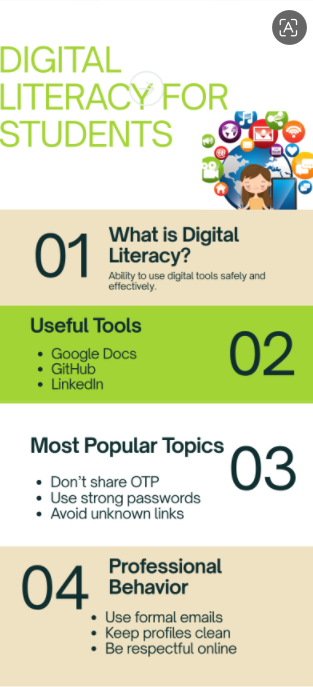 DIGITAL
LITERACY FOR
STUDENTS
01
What is Digital
Literacy?
Ability to use digital tools safely and
effectively.
Useful Tools
• Google Docs
• GitHub
• LinkedIn
02
Most Popular Topics
• Don’t share OTP
• Use strong passwords
• Avoid unknown links
03
04
Professional
Behavior
• Use formal emails
• Keep profiles clean
• Be respectful online